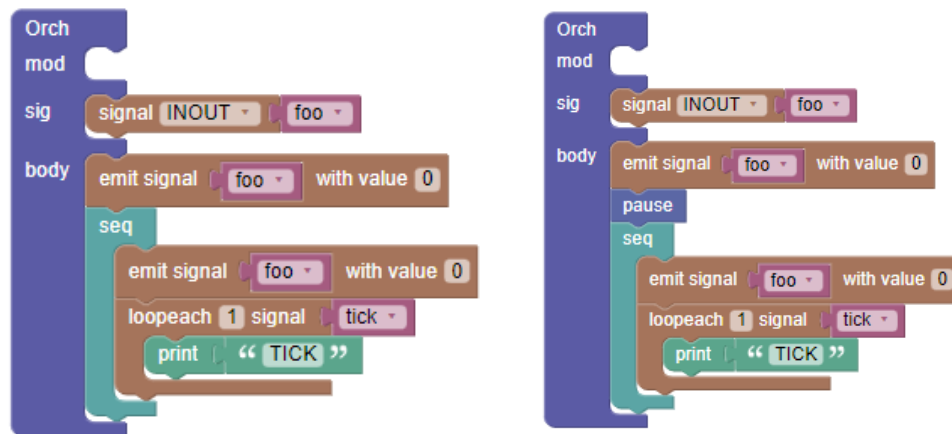 Orch
mod
sig signal INOUT foo
body emit signal foo with value 0
seq
emit signal foo with value 0
loopeach 1 signal tick
print “ TICK ”
Orch
mod
sig signal INOUT foo
body emit signal foo with value 0
pause
seq
emit signal foo with value 0
loopeach 1 signal tick
print “ TICK ”